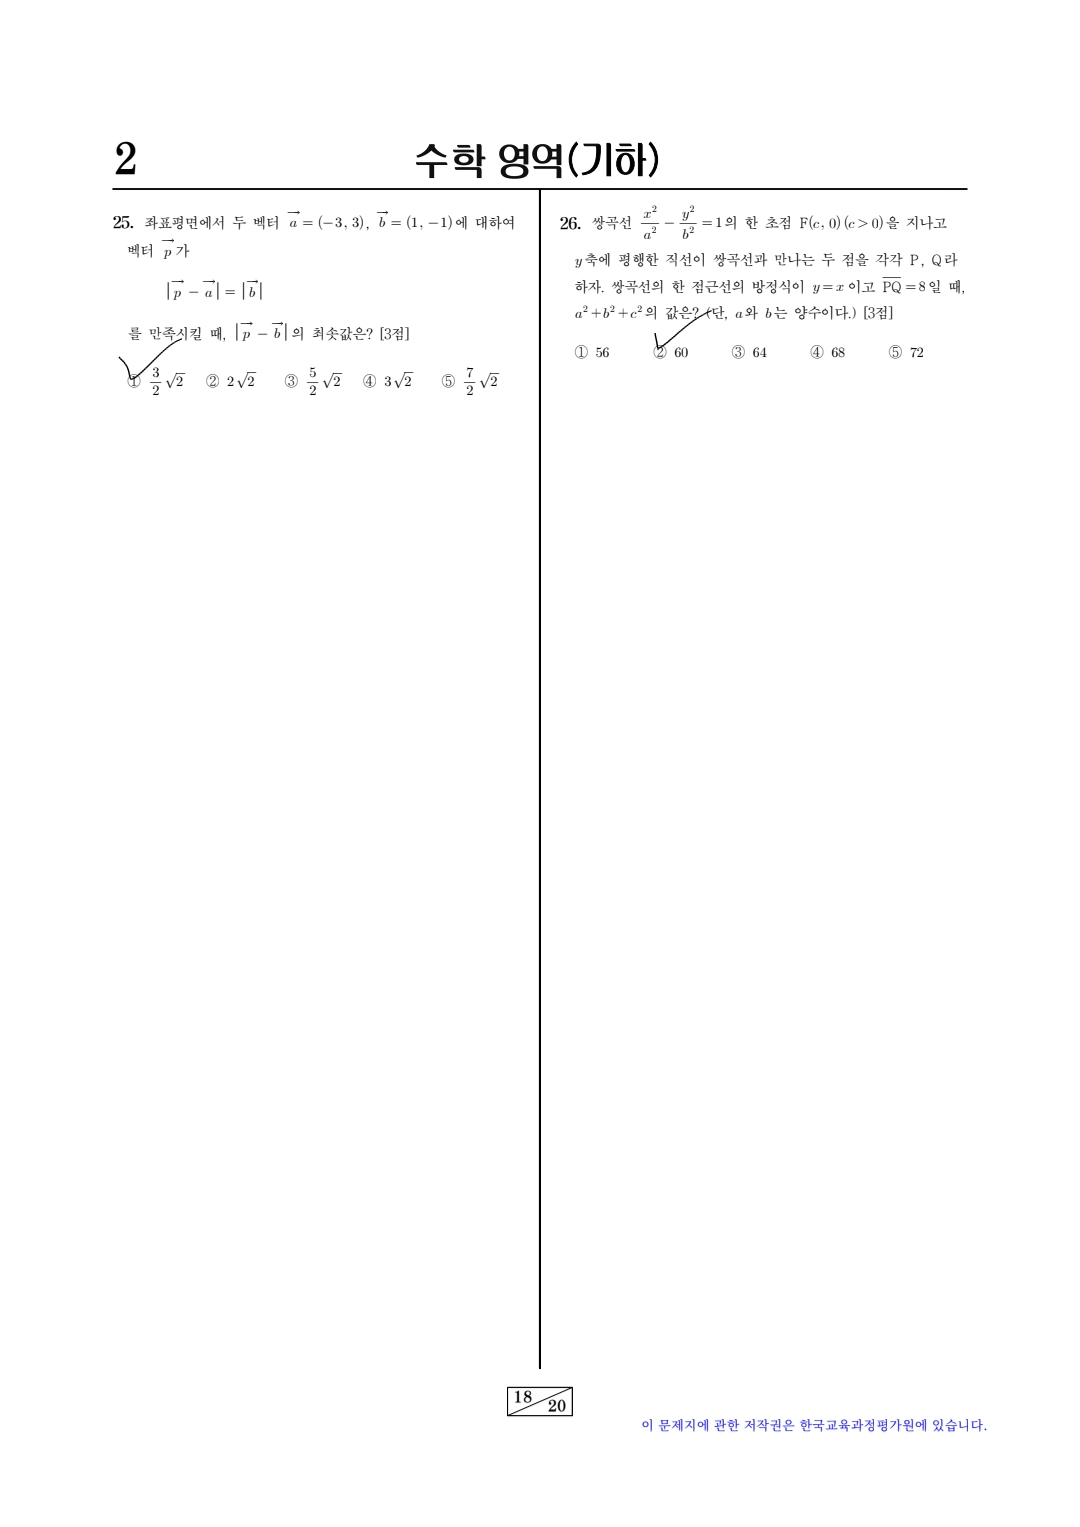 2
수학 영역(기하)
25. 좌표평면에서 두 벡터 $\vec{a}=(-3, 3)$, $\vec{b}=(1, -1)$에 대하여
벡터 $\vec{p}$가
$|\vec{p}-\vec{a}|=|\vec{b}|$
를 만족시킬 때, $|\vec{p}-\vec{b}|$의 최솟값은? [3점]
① $\frac{3}{2}\sqrt{2}$ ② $2\sqrt{2}$ ③ $\frac{5}{2}\sqrt{2}$ ④ $3\sqrt{2}$ ⑤ $\frac{7}{2}\sqrt{2}$
26. 쌍곡선 $\frac{x^2}{a^2}-\frac{y^2}{b^2}=1$의 한 초점 F(c, 0)(c>0)을 지나고
y축에 평행한 직선이 쌍곡선과 만나는 두 점을 각각 P, Q라
하자. 쌍곡선의 한 점근선의 방정식이 $y=x$이고 $\overline{PQ}=8$일 때,
$a^2+b^2+c^2$의 값은? (단, a와 b는 양수이다.) [3점]
① 56 ② 60 ③ 64 ④ 68 ⑤ 72
18
20
이 문제지에 관한 저작권은 한국교육과정평가원에 있습니다.